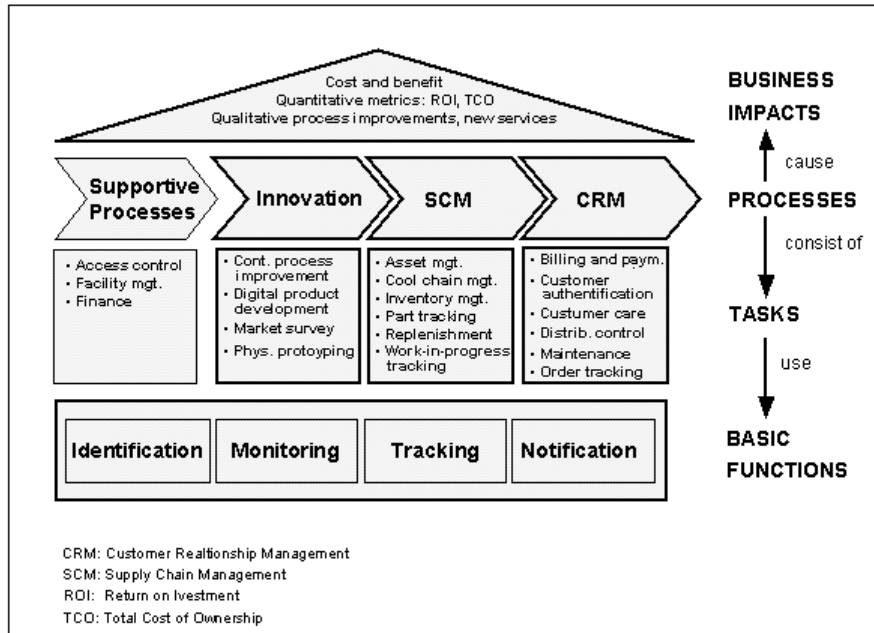 Cost and benefit
Quantitative metrics: ROI, TCO
Qualitative process improvements, new services
BUSINESS
IMPACTS
cause
Supportive
Processes
Innovation
SCM
CRM
PROCESSES
consist of
• Access control
• Facility mgt.
• Finance
• Cont. process
improvement
• Digital product
development
• Market survey
• Phys. protoyping
• Asset mgt.
• Cool chain mgt.
• Inventory mgt.
• Part tracking
• Replenishment
• Work-in-progress
tracking
• Billing and paym.
• Customer
authentification
• Custumer care
• Distrib. control
• Maintenance
• Order tracking
TASKS
use
Identification
Monitoring
Tracking
Notification
BASIC
FUNCTIONS
CRM: Customer Realtionship Management
SCM: Supply Chain Management
ROI: Return on Ivestment
TCO: Total Cost of Ownership